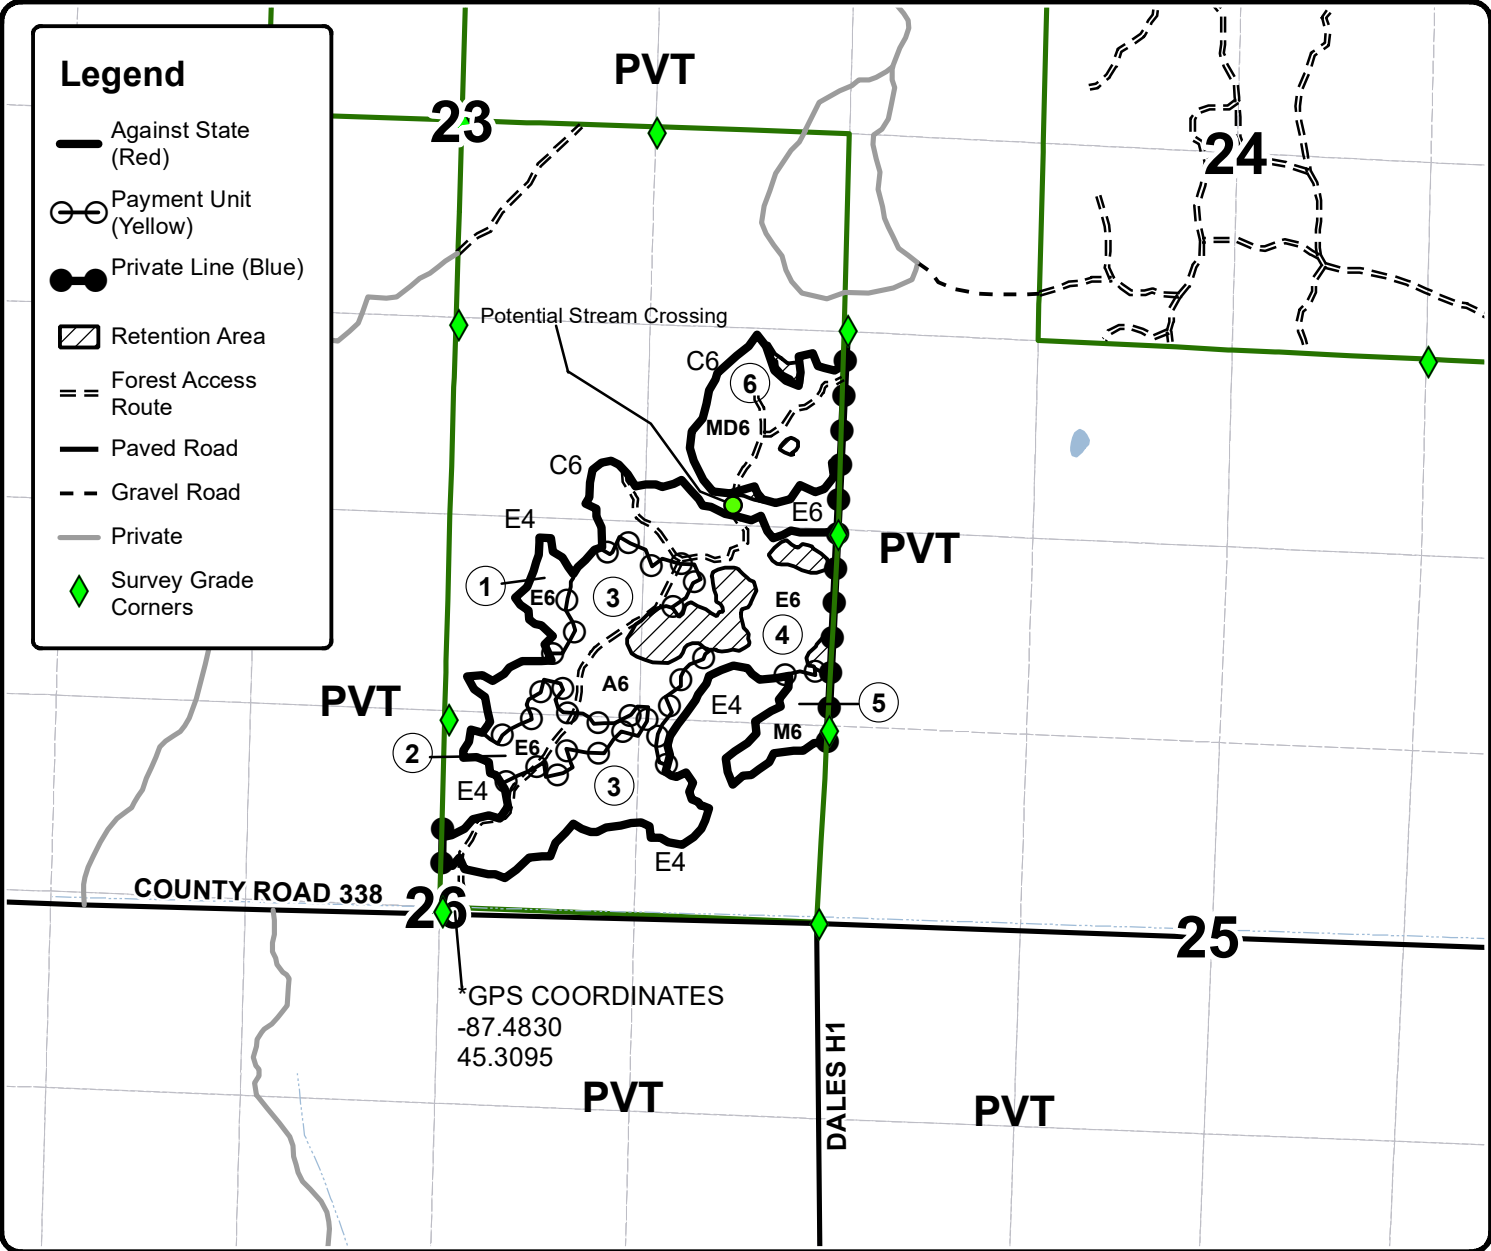 Legend
Against State
(Red)
Payment Unit
(Yellow)
Private Line (Blue)
Retention Area
Forest Access
Route
Paved Road
Gravel Road
Private
Survey Grade
Corners
PVT
23
24
Potential Stream Crossing
C6
6
MD6
C6
E6
E4
PVT
1
E6
3
E6
4
A6
PVT
E4
5
M6
2
E6
E4
3
E4
COUNTY ROAD 338
26
25
*GPS COORDINATES
-87.4830
45.3095
DALES H1
PVT
PVT